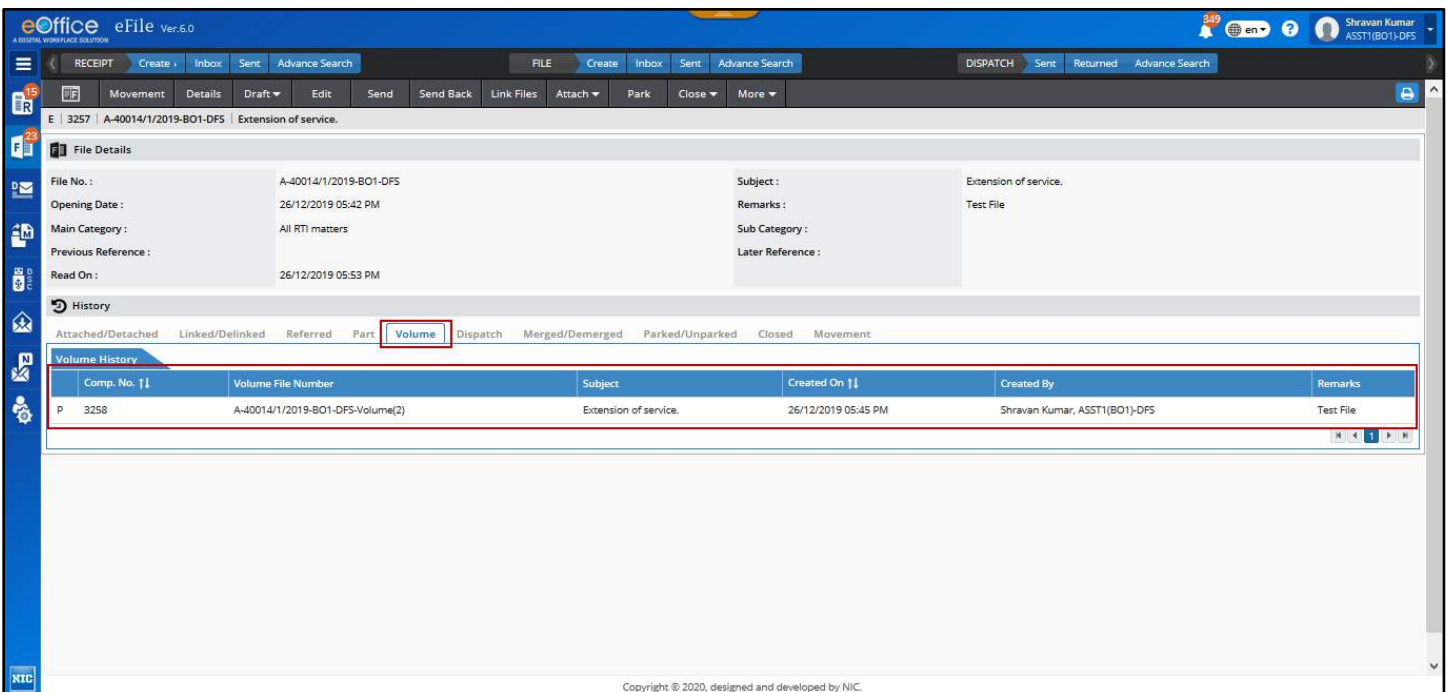 eOffice eFile Ver.6.0
A DIGITAL WORKPLACE SOLUTION
349 en ? Shravan Kumar
ASST1(BO1)-DFS
RECEIPT Create Inbox Sent Advance Search FILE Create Inbox Sent Advance Search DISPATCH Sent Returned Advance Search
15
R
Movement Details Draft Edit Send Send Back Link Files Attach Park Close More
E | 3257 | A-40014/1/2019-BO1-DFS | Extension of service.
23
F
File Details
File No. : A-40014/1/2019-BO1-DFS Subject : Extension of service.
Opening Date : 26/12/2019 05:42 PM Remarks : Test File
Main Category : All RTI matters Sub Category :
Previous Reference : Later Reference :
Read On : 26/12/2019 05:53 PM
D
M
DSC
N
History
Attached/Detached Linked/Delinked Referred Part Volume Dispatch Merged/Demerged Parked/Unparked Closed Movement
Volume History
Comp. No. Volume File Number Subject Created On Created By Remarks
P 3258 A-40014/1/2019-BO1-DFS-Volume(2) Extension of service. 26/12/2019 05:45 PM Shravan Kumar, ASST1(BO1)-DFS Test File
1
NIC
Copyright © 2020, designed and developed by NIC.